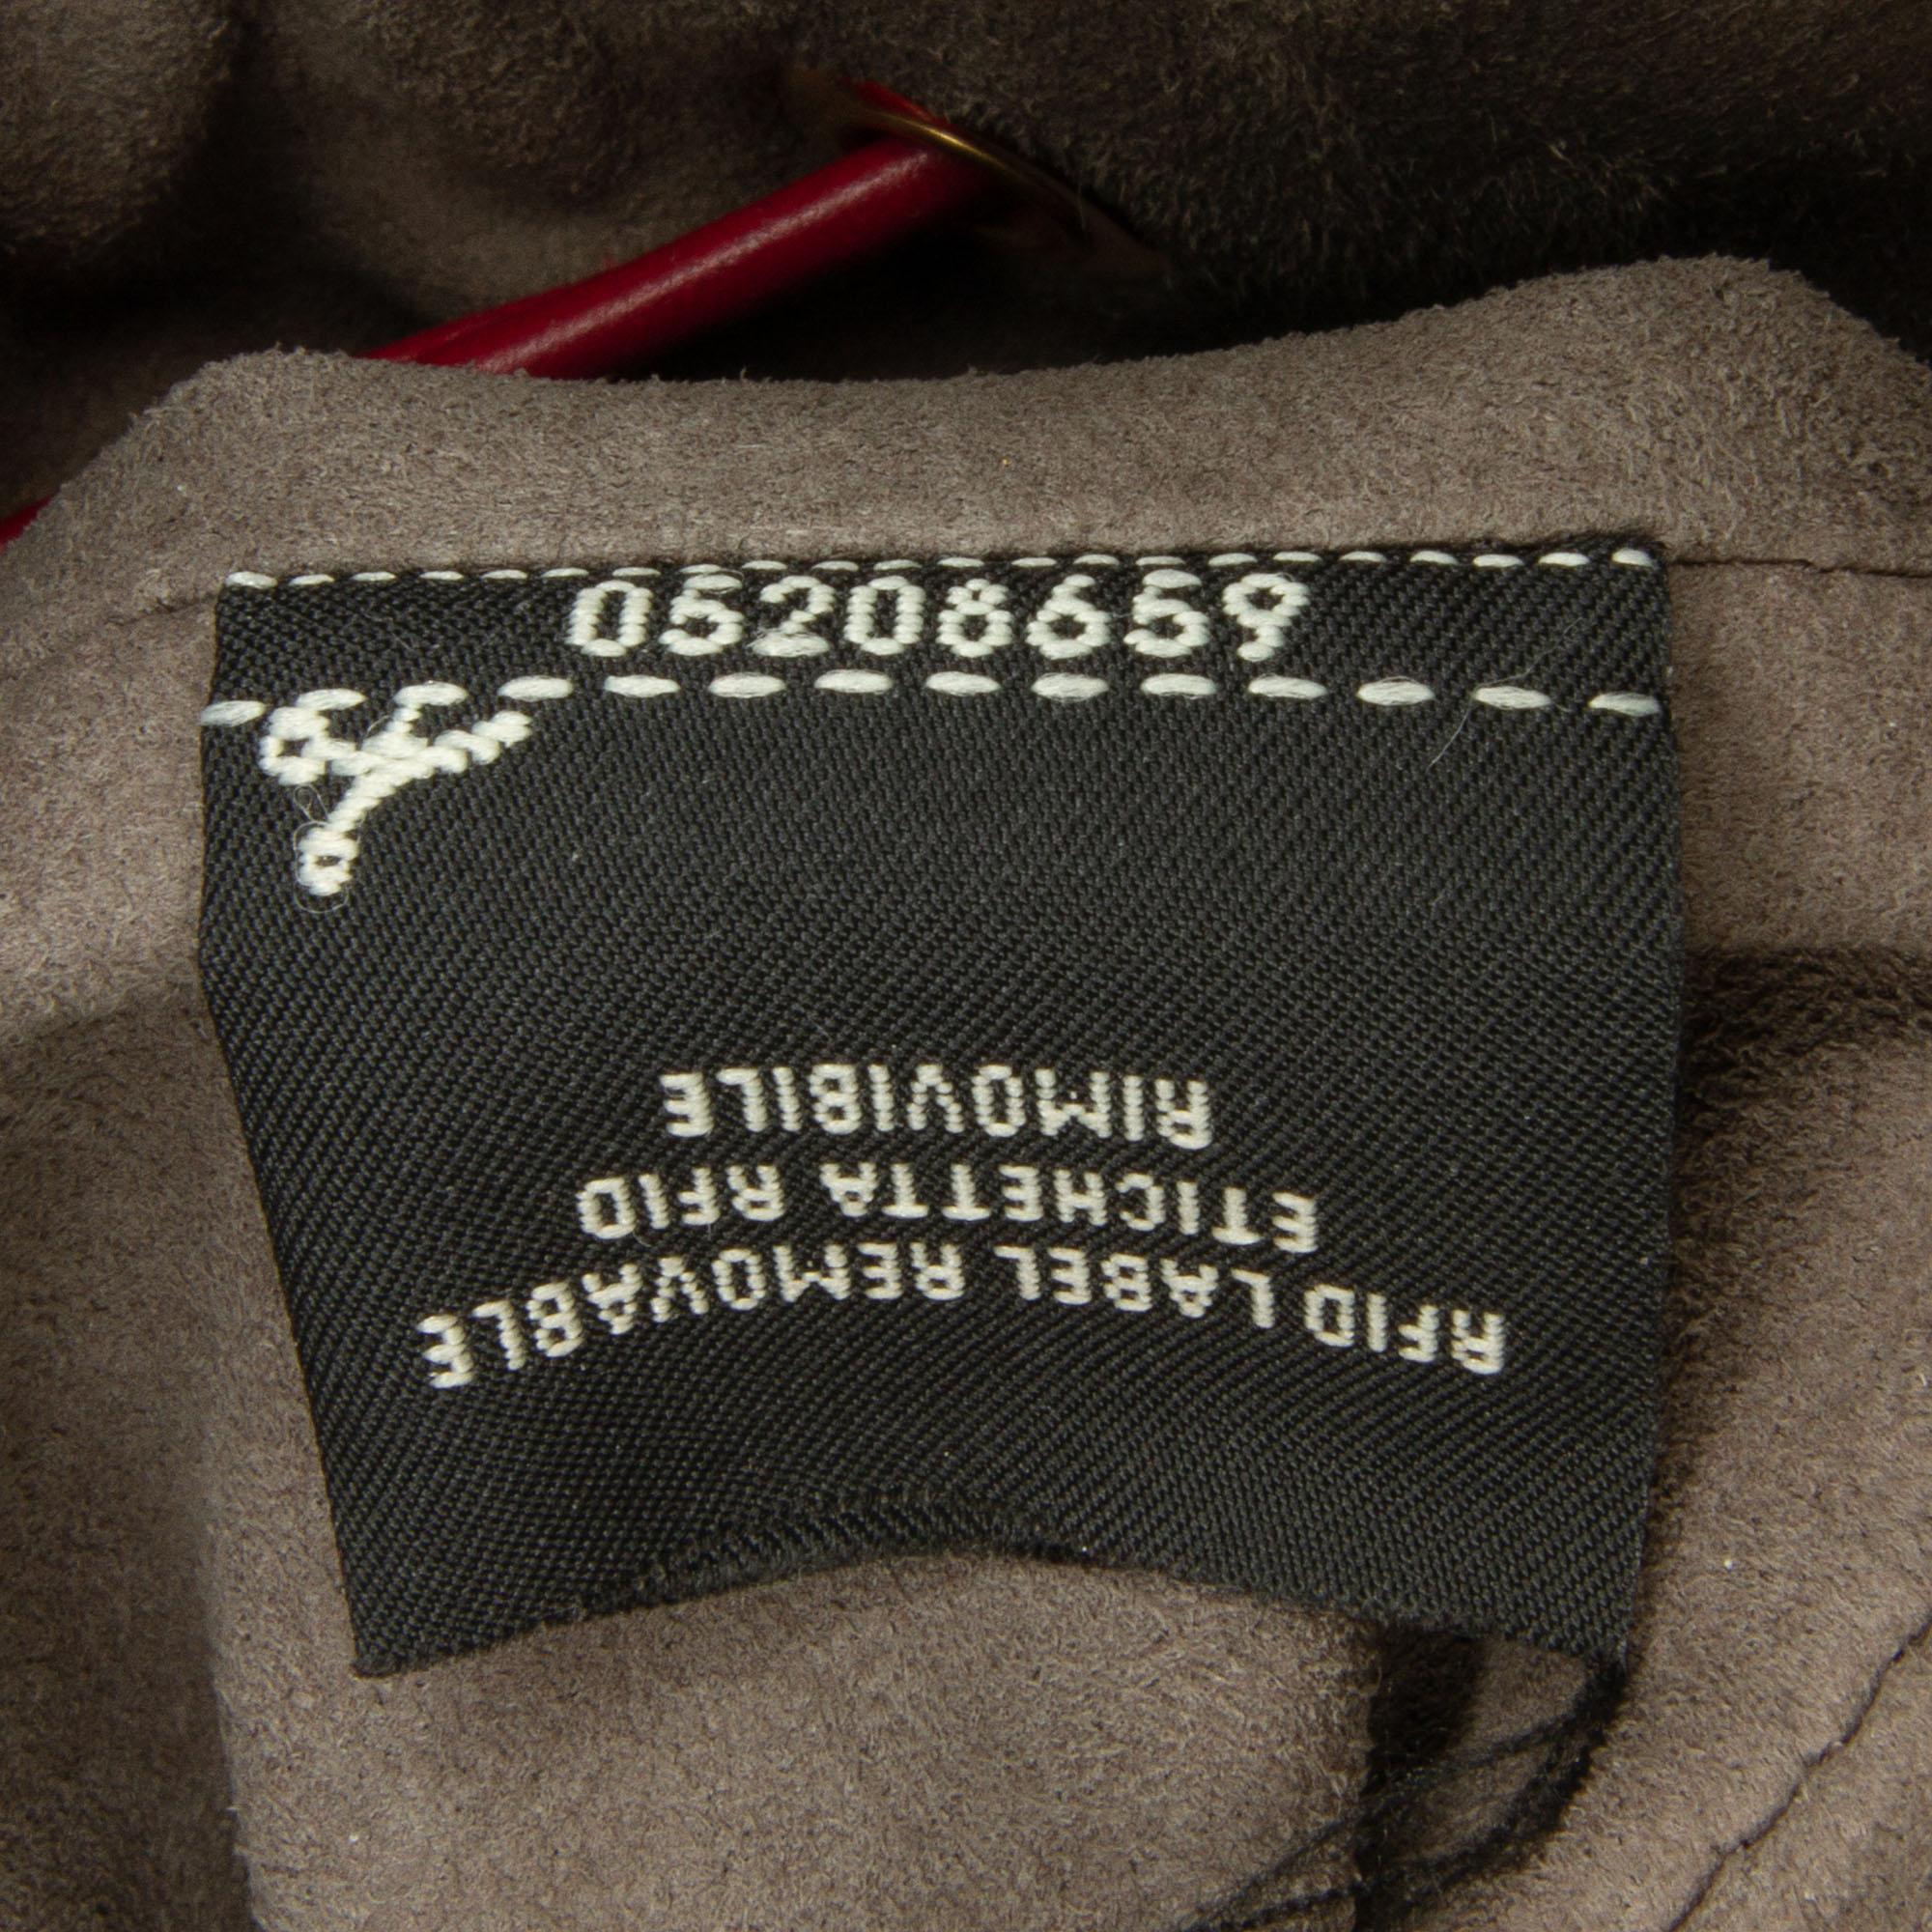 05208659
RFID LABEL REMOVABLE
ETICHETTA RFID
RIMOVIBILE